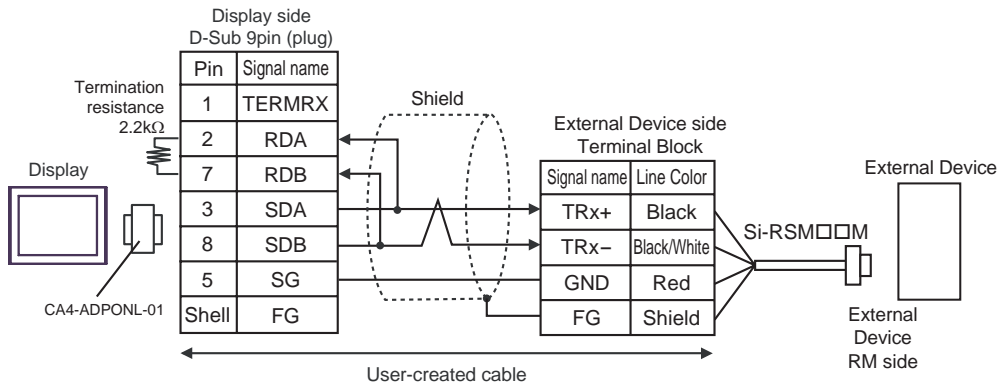 Display side
D-Sub 9pin (plug)
Pin Signal name
1 TERMRX
2 RDA
7 RDB
3 SDA
8 SDB
5 SG
Shell FG
Termination
resistance
2.2kΩ
Display
CA4-ADPONL-01
Shield
External Device side
Terminal Block
Signal name Line Color
TRx+ Black
TRx− Black/White
GND Red
FG Shield
Si-RSM□□M
External Device
External
Device
RM side
User-created cable